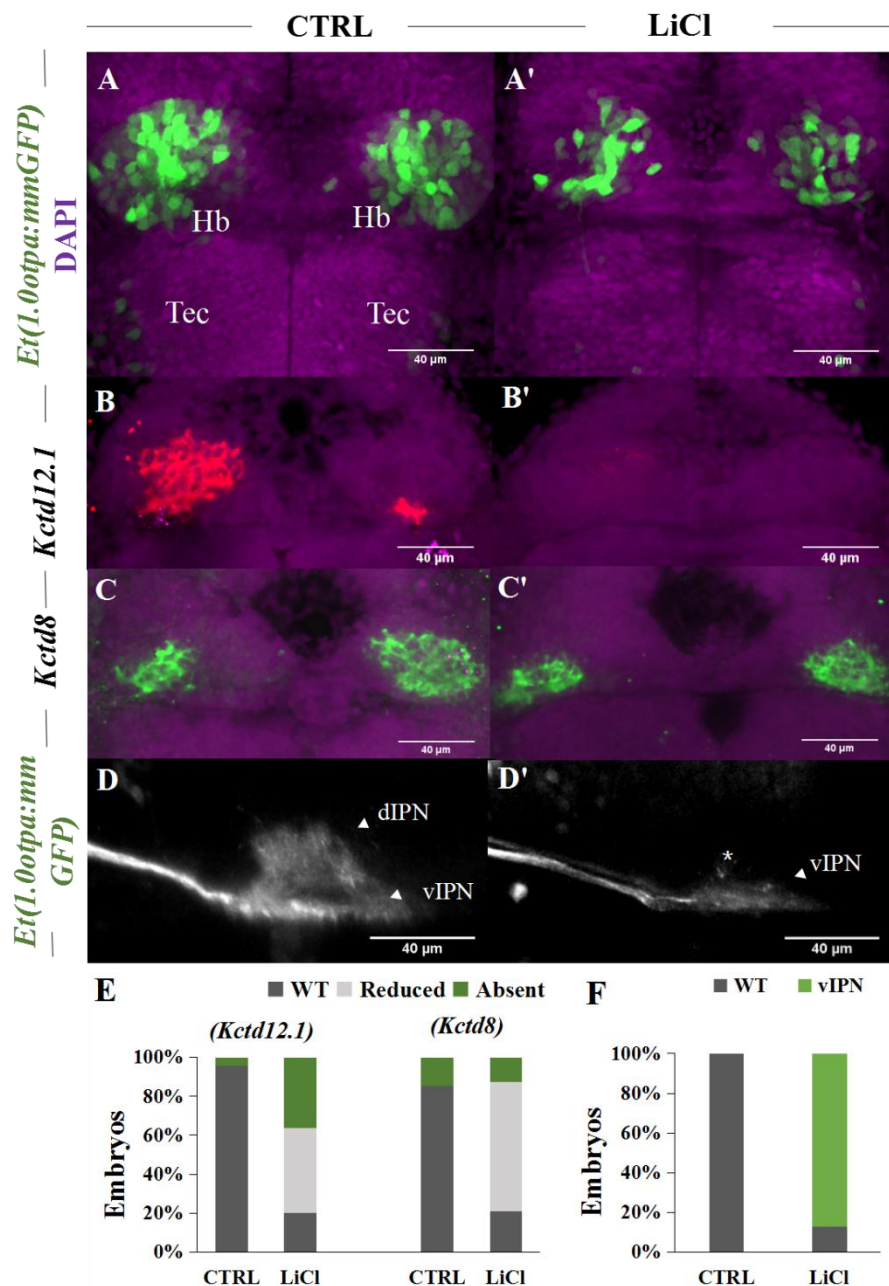 CTRL LiCl
Et(1.0otpa:mmGFP)
DAPI
A A'
Hb Hb
Tec Tec
40 µm 40 µm
Kctd12.1
B B'
40 µm 40 µm
Kctd8
C C'
40 µm 40 µm
Et(1.0otpa:mm
GFP)
D D'
dIPN
vIPN
* vIPN
40 µm 40 µm
E
WT Reduced Absent
(Kctd12.1) (Kctd8)
Embryos
100%
80%
60%
40%
20%
0%
CTRL LiCl CTRL LiCl
F
WT vIPN
Embryos
100%
80%
60%
40%
20%
0%
CTRL LiCl